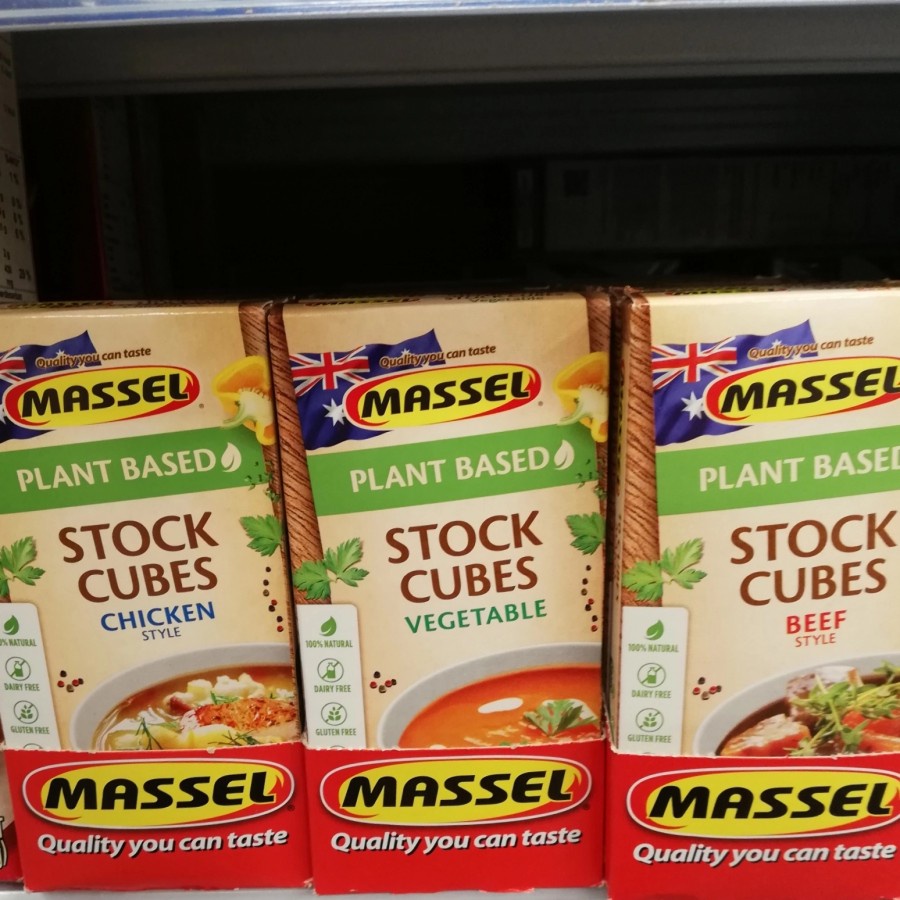 Quality you can taste
MASSEL
PLANT BASED
STOCK
CUBES
CHICKEN
STYLE
100% NATURAL
DAIRY FREE
GLUTEN FREE
MASSEL
Quality you can taste
Vegetable
Quality you can taste
MASSEL
PLANT BASED
STOCK
CUBES
VEGETABLE
100% NATURAL
DAIRY FREE
GLUTEN FREE
MASSEL
Quality you can taste
Quality you can taste
MASSEL
PLANT BASED
STOCK
CUBES
BEEF
STYLE
100% NATURAL
DAIRY FREE
GLUTEN FREE
MASSEL
Quality you can taste